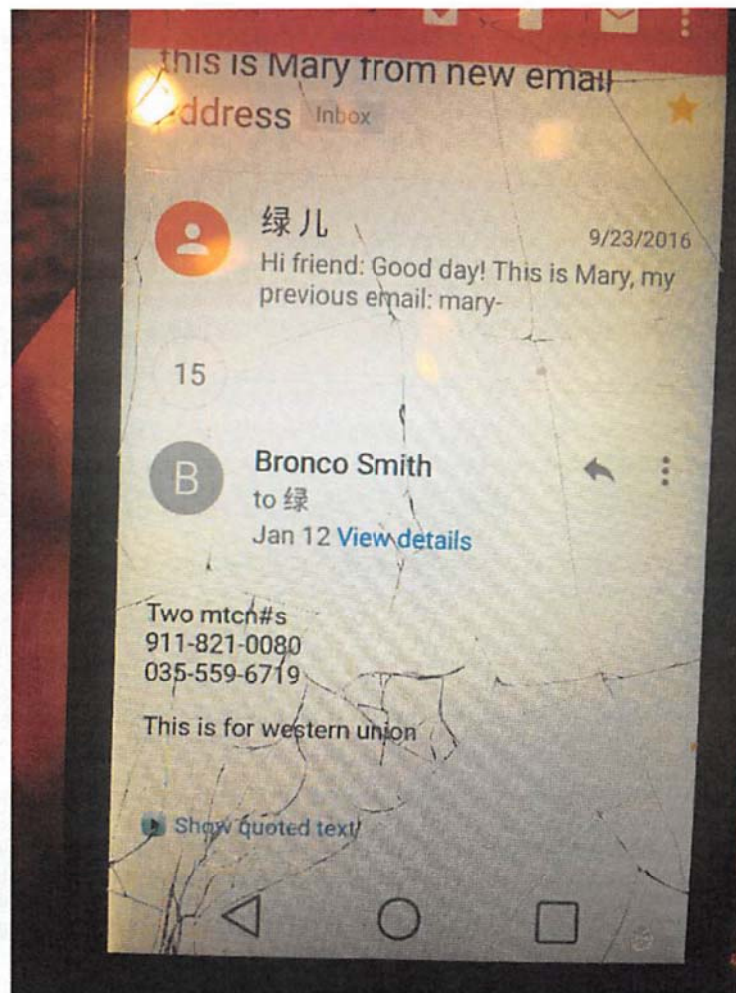 this is Mary from new email
address Inbox
绿儿
9/23/2016
Hi friend: Good day! This is Mary, my
previous email: mary-
15
B
Bronco Smith
to 绿
Jan 12 View details
Two mtcn#s
911-821-0080
035-559-6719
This is for western union
Show quoted text